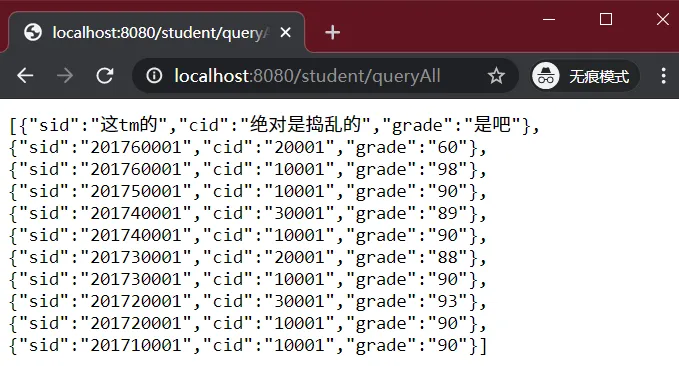 localhost:8080/student/queryA
localhost:8080/student/queryAll
无痕模式
[{"sid":"这tm的","cid":"绝对是捣乱的","grade":"是吧"},
{"sid":"201760001","cid":"20001","grade":"60"},
{"sid":"201760001","cid":"10001","grade":"98"},
{"sid":"201750001","cid":"10001","grade":"90"},
{"sid":"201740001","cid":"30001","grade":"89"},
{"sid":"201740001","cid":"10001","grade":"90"},
{"sid":"201730001","cid":"20001","grade":"88"},
{"sid":"201730001","cid":"10001","grade":"90"},
{"sid":"201720001","cid":"30001","grade":"93"},
{"sid":"201720001","cid":"10001","grade":"90"},
{"sid":"201710001","cid":"10001","grade":"90"}]